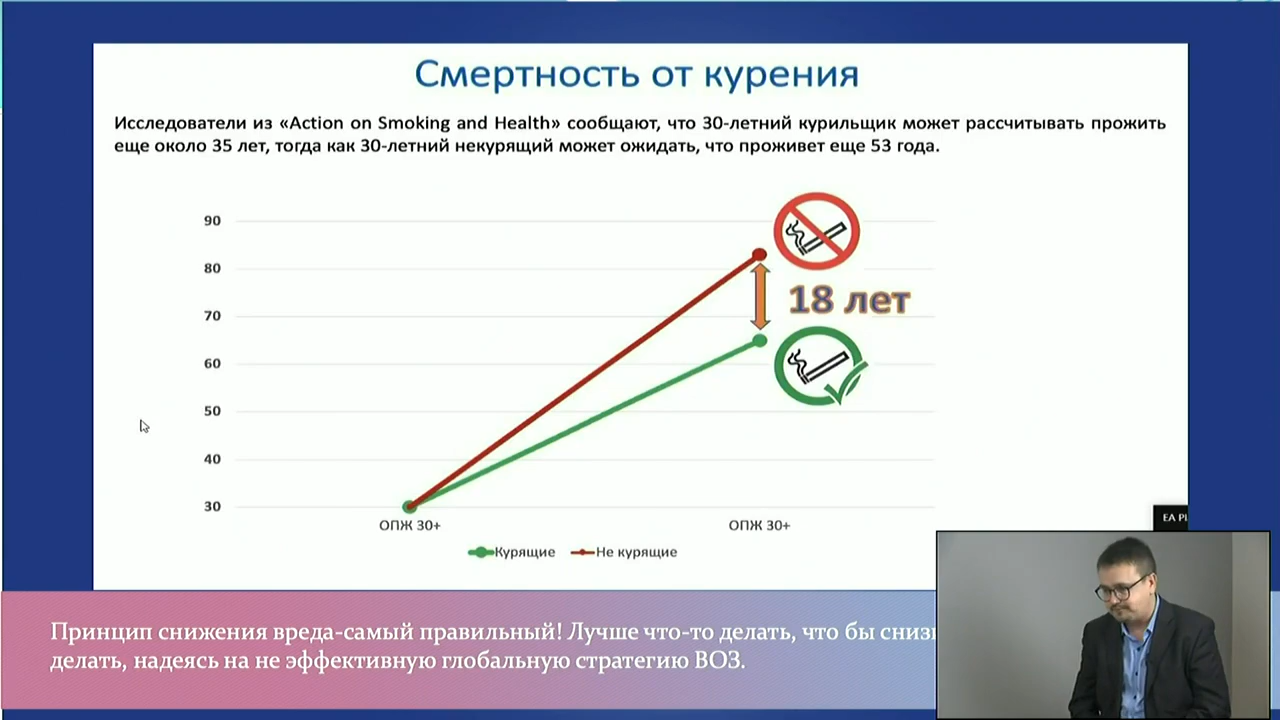 Смертность от курения
Исследователи из «Action on Smoking and Health» сообщают, что 30-летний курильщик может рассчитывать прожить
еще около 35 лет, тогда как 30-летний некурящий может ожидать, что проживет еще 53 года.
90
80
18 лет
70
60
50
40
30
ОПЖ 30+ ОПЖ 30+
Курящие Не курящие
EA
Принцип снижения вреда-самый правильный! Лучше что-то делать, что бы
делать, надеясь на не эффективную глобальную стратегию ВОЗ.